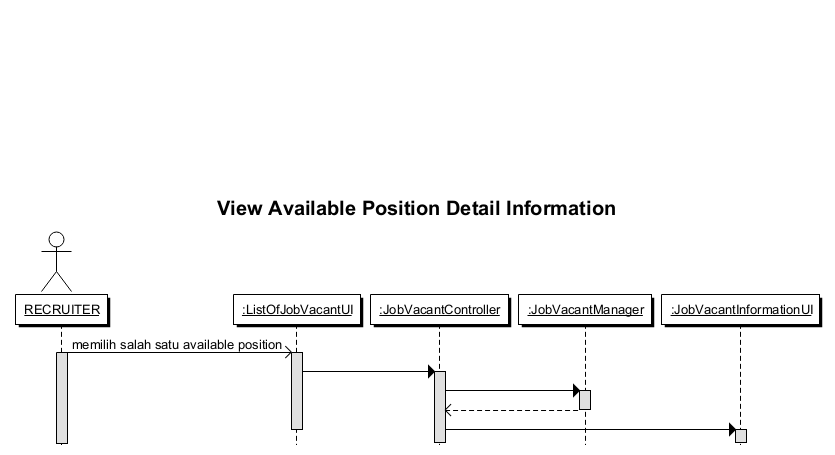 View Available Position Detail Information
RECRUITER
:ListOfJobVacantUI
:JobVacantController
:JobVacantManager
:JobVacantInformationUI
memilih salah satu available position